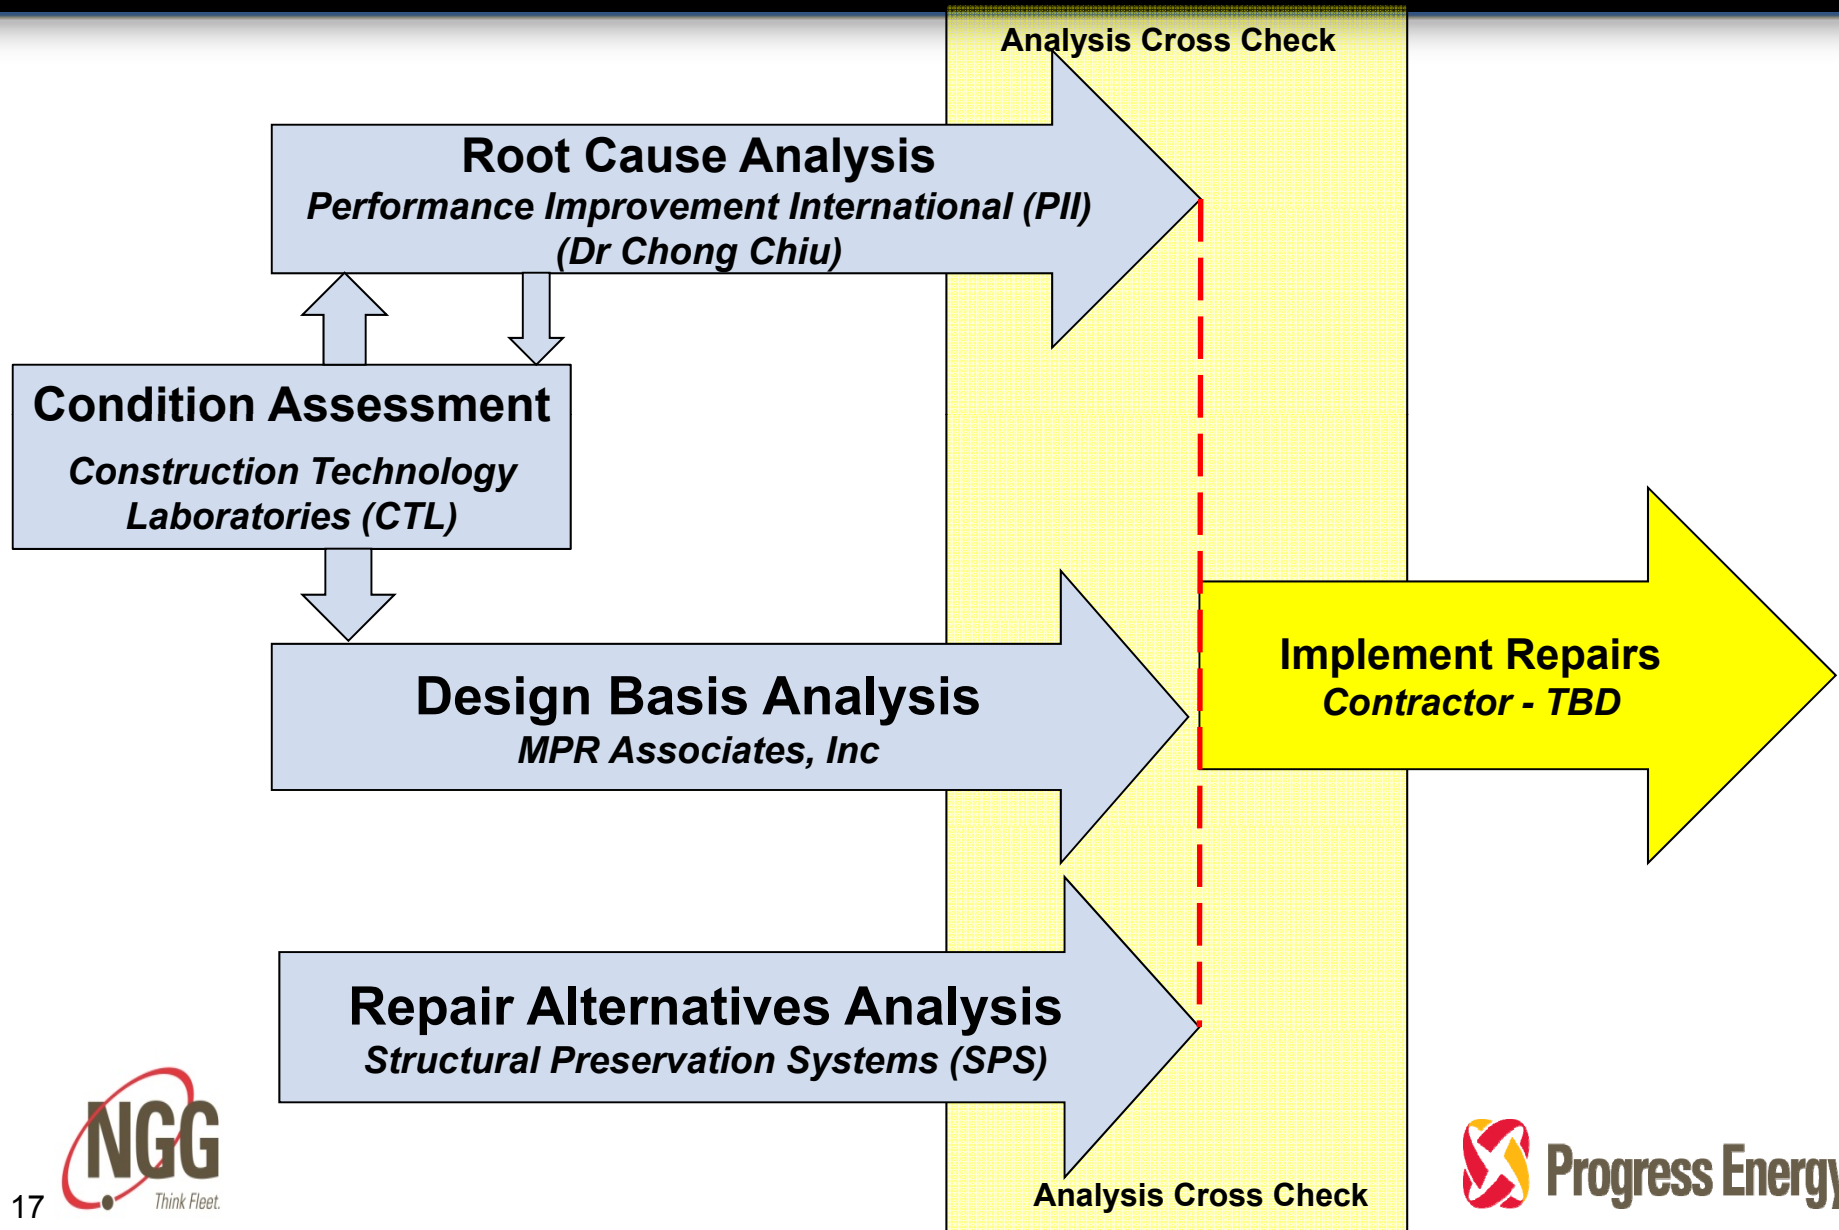 Analysis Cross Check
Root Cause Analysis
Performance Improvement International (PII)
(Dr Chong Chiu)
Condition Assessment
Construction Technology
Laboratories (CTL)
Design Basis Analysis
MPR Associates, Inc
Implement Repairs
Contractor - TBD
Repair Alternatives Analysis
Structural Preservation Systems (SPS)
NGG
Think Fleet.
17
Analysis Cross Check
Progress Energy